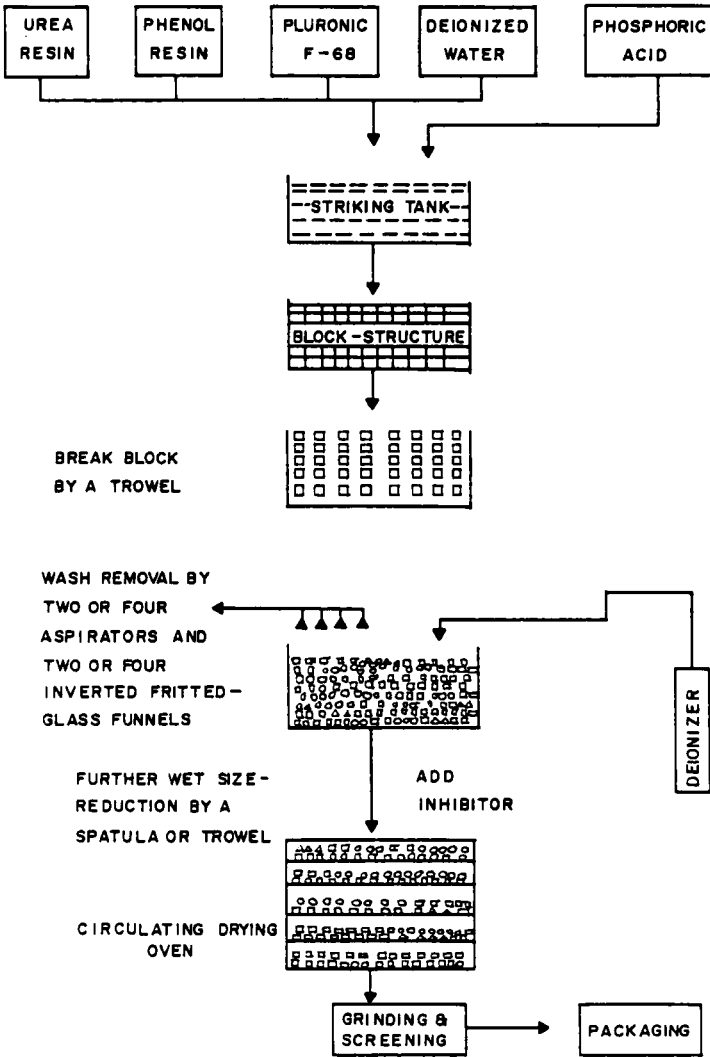 UREA
RESIN
PHENOL
RESIN
PLURONIC
F-68
DEIONIZED
WATER
PHOSPHORIC
ACID
STRIKING TANK
BLOCK-STRUCTURE
BREAK BLOCK
BY A TROWEL
WASH REMOVAL BY
TWO OR FOUR
ASPIRATORS AND
TWO OR FOUR
INVERTED FRITTED-
GLASS FUNNELS
DEIONIZER
FURTHER WET SIZE-
REDUCTION BY A
SPATULA OR TROWEL
ADD
INHIBITOR
CIRCULATING DRYING
OVEN
GRINDING &
SCREENING
PACKAGING